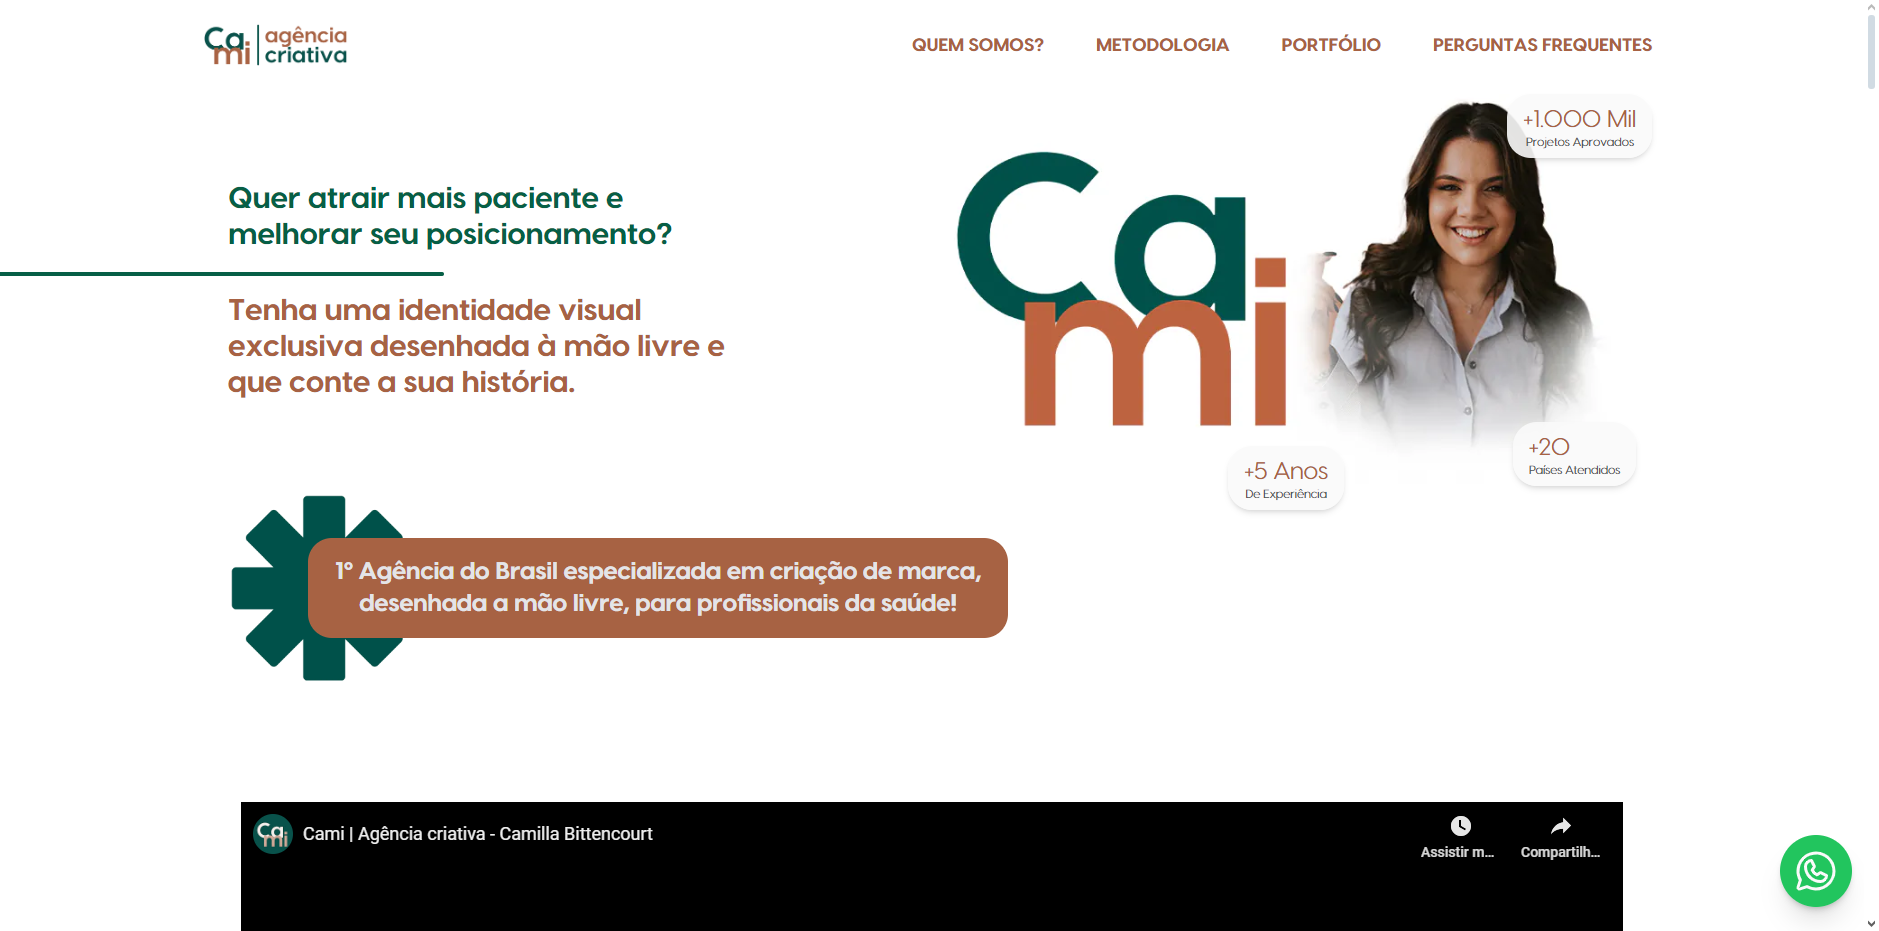 Cami
agência
criativa
QUEM SOMOS?
METODOLOGIA
PORTFÓLIO
PERGUNTAS FREQUENTES
Quer atrair mais paciente e
melhorar seu posicionamento?
Tenha uma identidade visual
exclusiva desenhada à mão livre e
que conte a sua história.
Ca
mi
+1.000 Mil
Projetos Aprovados
+5 Anos
De Experiência
+20
Países Atendidos
1º Agência do Brasil especializada em criação de marca,
desenhada a mão livre, para profissionais da saúde!
Cami
Cami | Agência criativa - Camilla Bittencourt
Assistir m...
Compartilh...